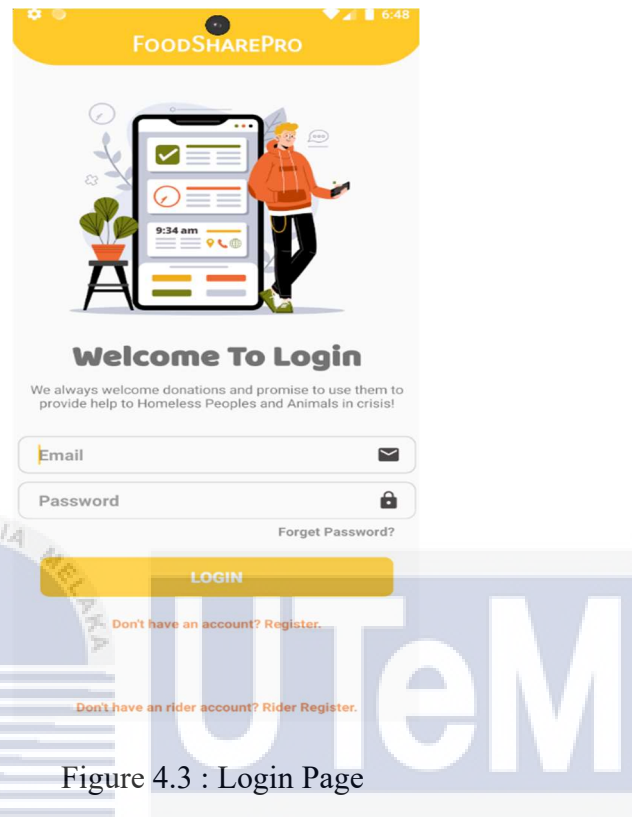 6:48
FOODSHAREPRO
9:34 am
Welcome To Login
We always welcome donations and promise to use them to
provide help to Homeless Peoples and Animals in crisis!
Email
Password
Forget Password?
LOGIN
Don't have an account? Register.
Don't have an rider account? Rider Register.
Figure 4.3 : Login Page
IA MELAKA
UTeM